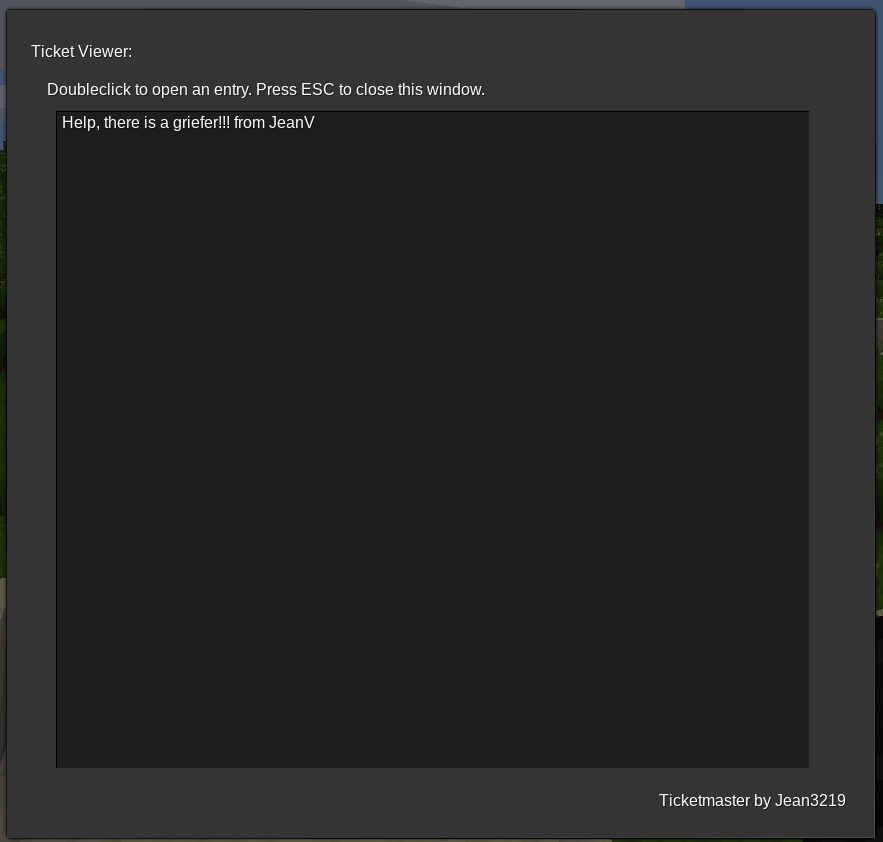 Ticket Viewer:
Doubleclick to open an entry. Press ESC to close this window.
Help, there is a griefer!!! from JeanV
Ticketmaster by Jean3219